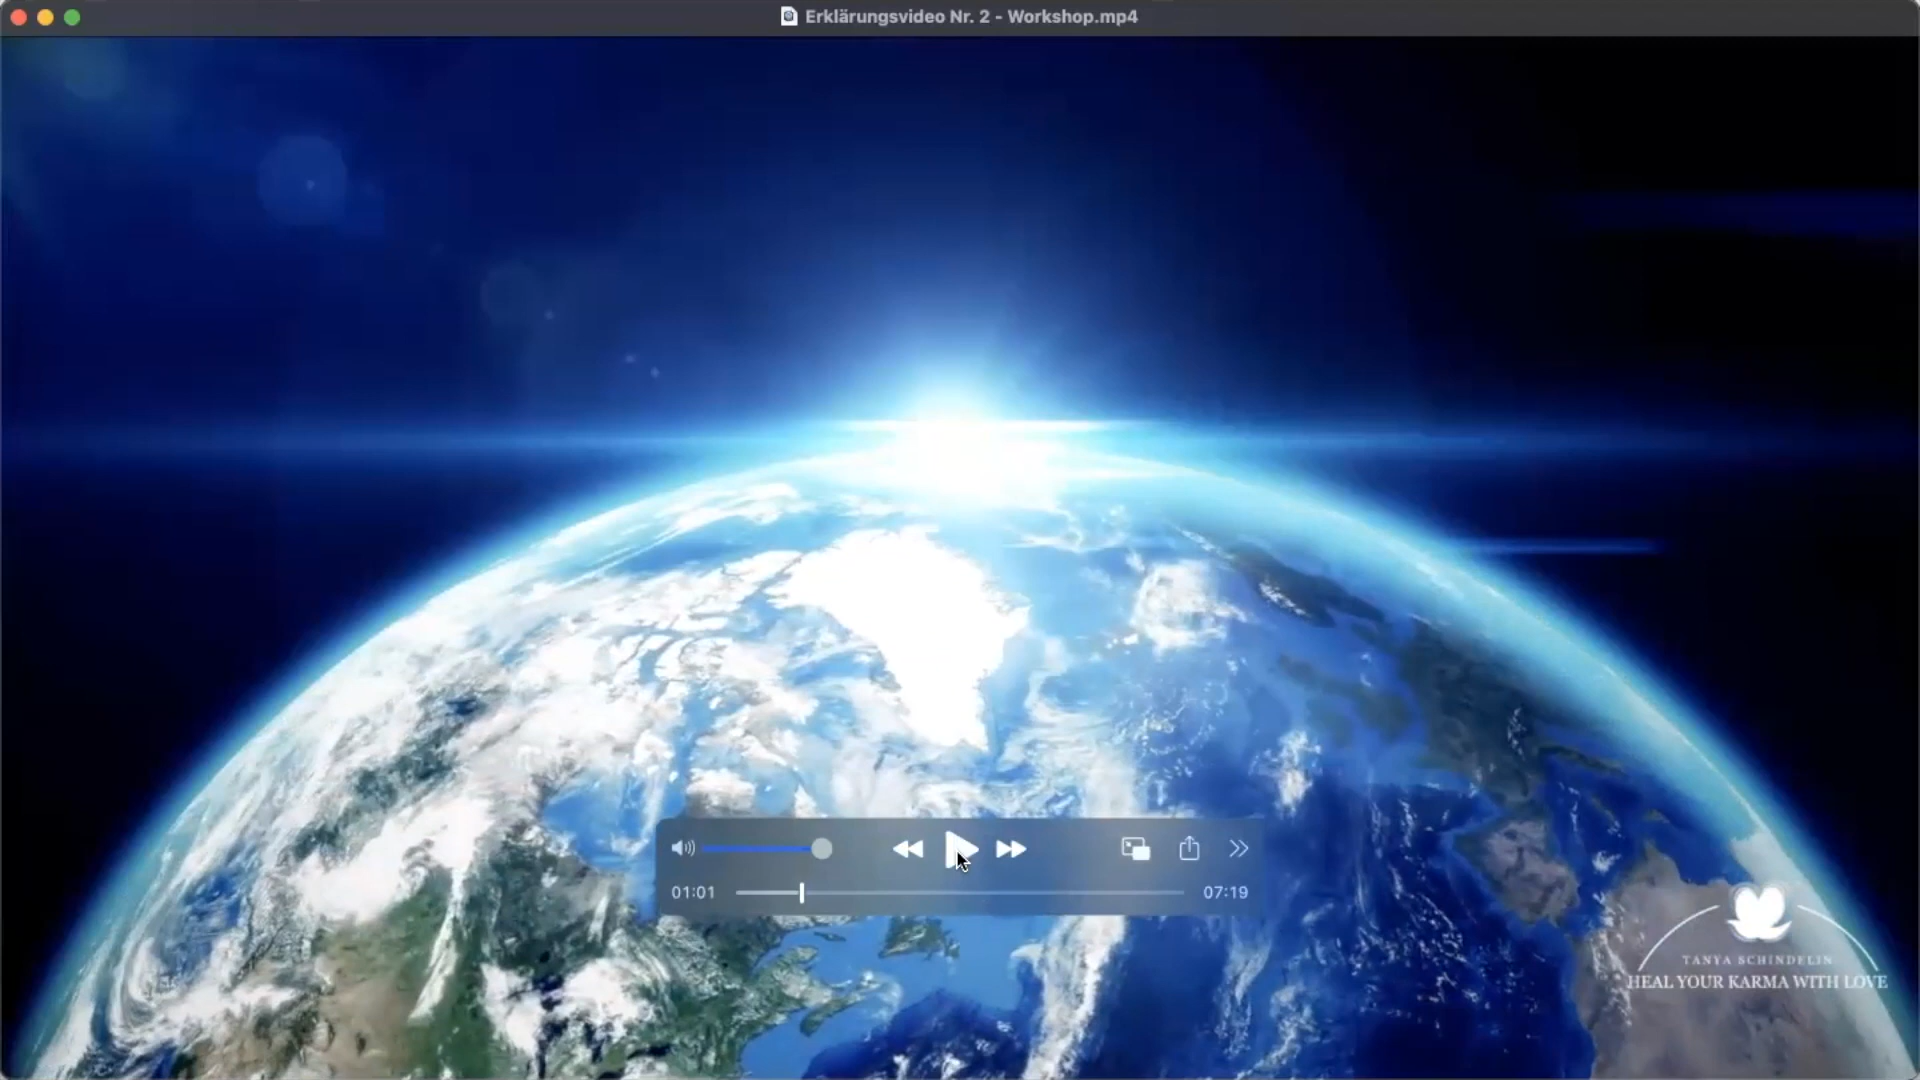 Erklärungsvideo Nr. 2 - Workshop.mp4
01:01
07:19
TANYA SCHINDELIN
HEAL YOUR KARMA WITH LOVE